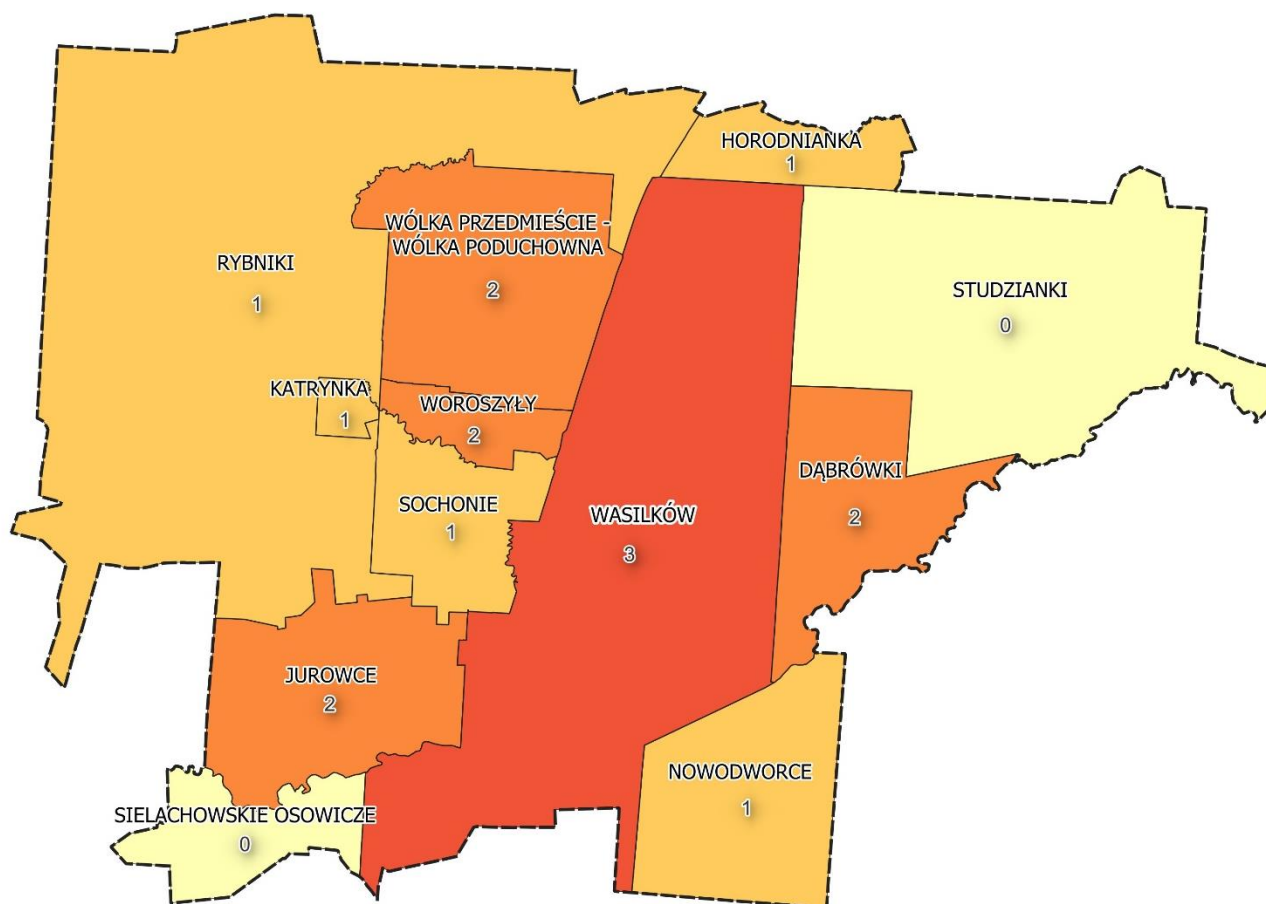 HORODNIANKA
1
WÓLKA PRZEDMIEŚCIE -
WÓLKA PODUCHOWNA
2
RYBNIKI
1
STUDZIANKI
0
KATRYNKA
1
WOROSZYŁY
2
DĄBRÓWKI
2
SOCHONIE
1
WASILKÓW
3
JUROWCE
2
NOWODWORCE
1
SIELACHOWSKIE OSOWICZE
0